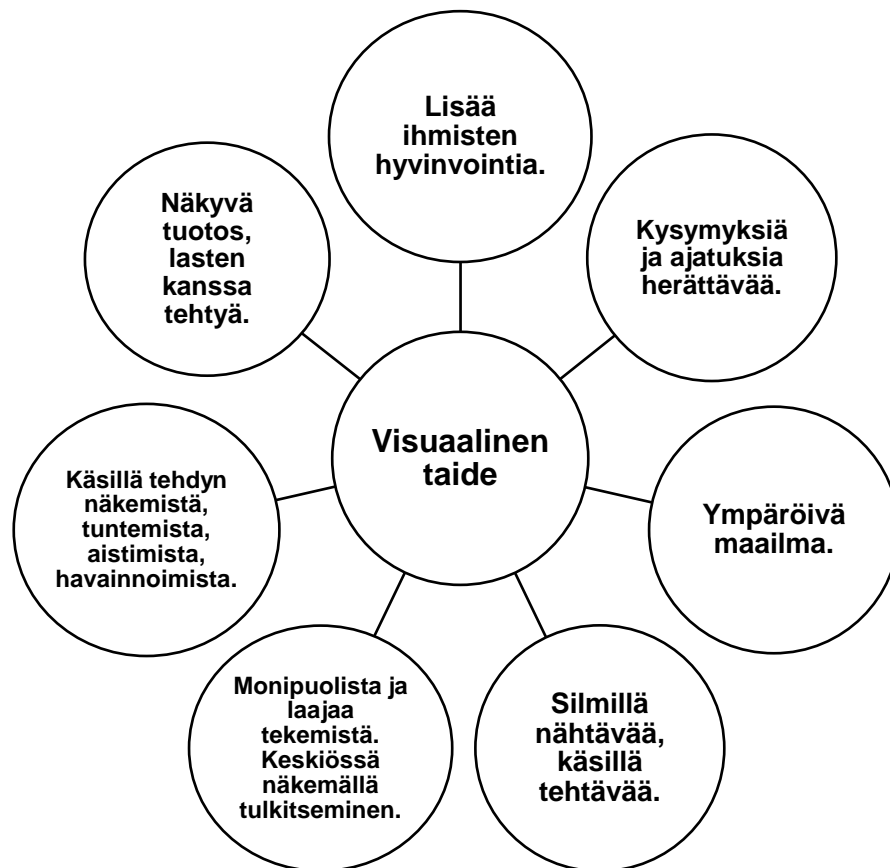 Lisää
ihmisten
hyvinvointia.
Kysymyksiä
ja ajatuksia
herättävää.
Ympäröivä
maailma.
Silmillä
nähtävää,
käsillä
tehtävää.
Monipuolista ja
laajaa
tekemistä.
Keskiössä
näkemällä
tulkitseminen.
Käsillä tehdyn
näkemistä,
tuntemista,
aistimista,
havainnoimista.
Näkyvä
tuotos,
lasten
kanssa
tehtyä.
Visuaalinen
taide